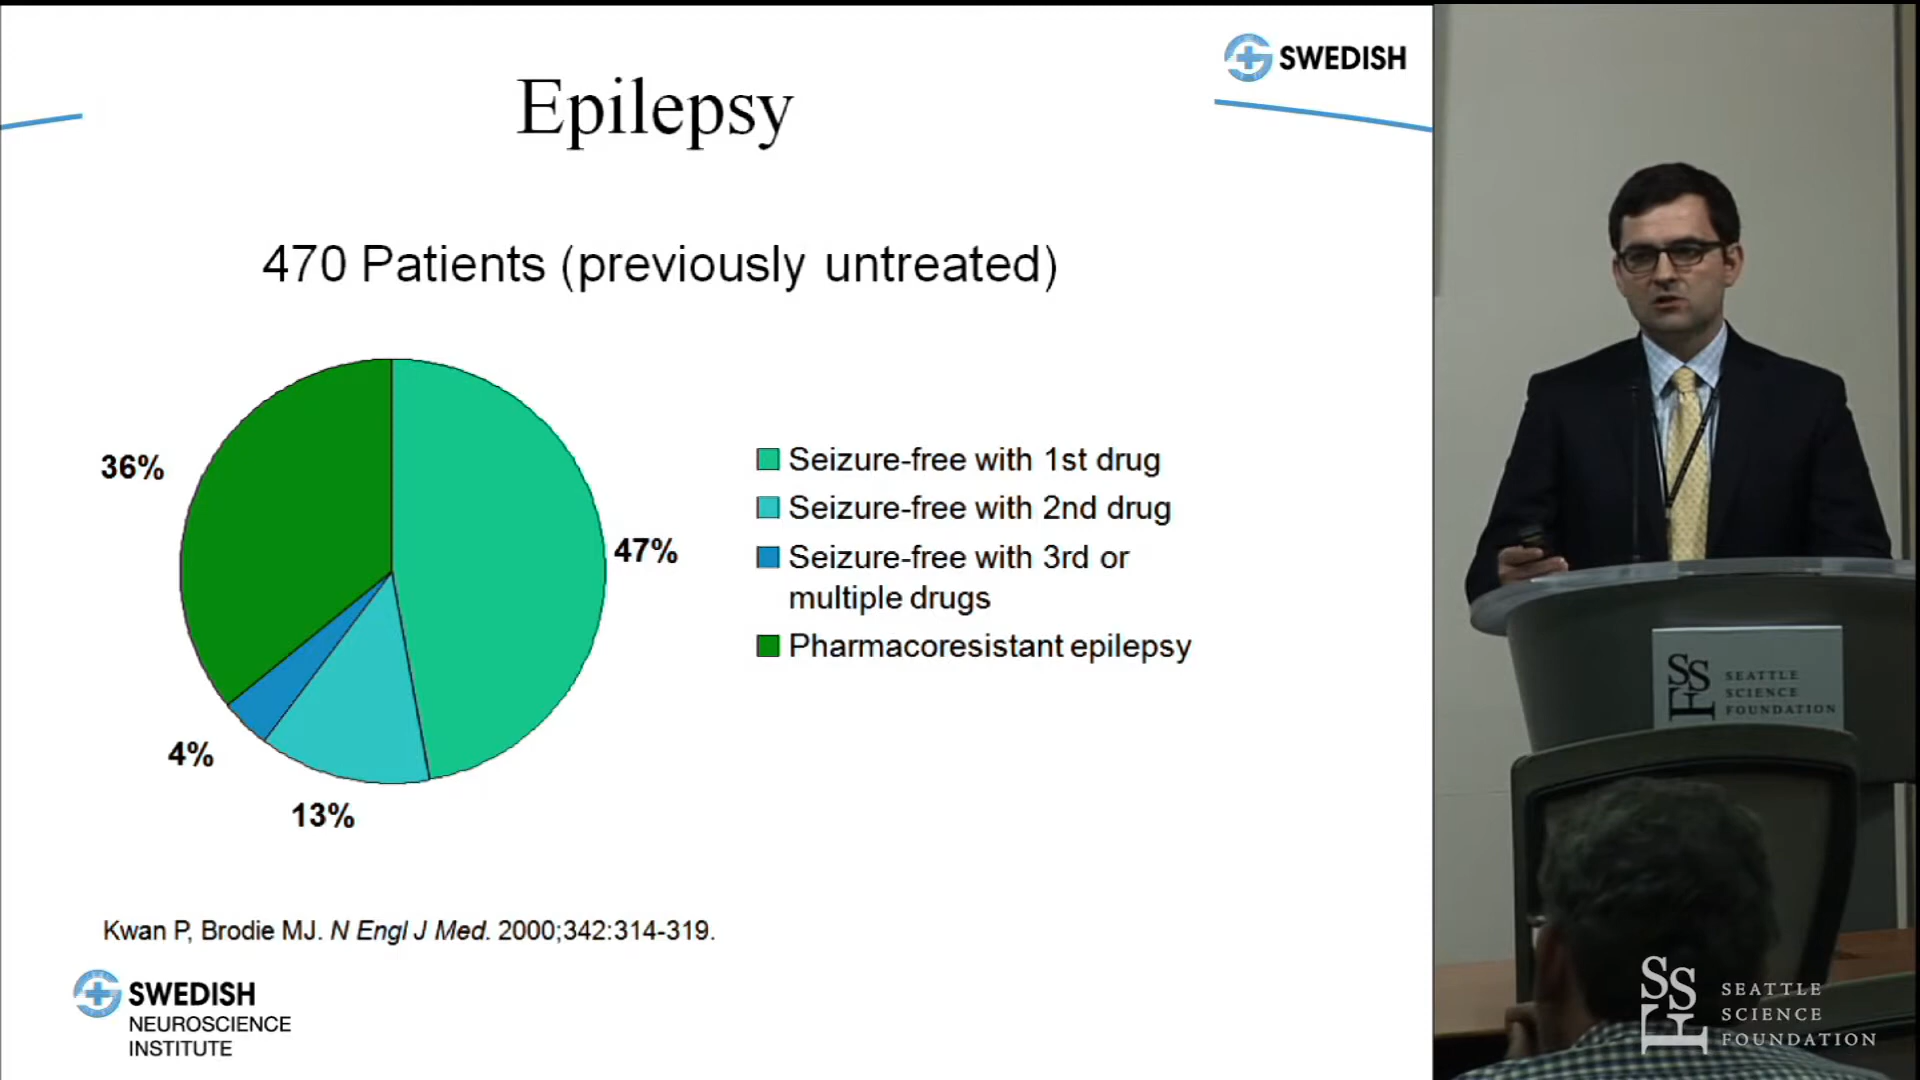 SWEDISH
Epilepsy
470 Patients (previously untreated)
36%
47%
4%
13%
Seizure-free with 1st drug
Seizure-free with 2nd drug
Seizure-free with 3rd or
multiple drugs
Pharmacoresistant epilepsy
Kwan P, Brodie MJ. N Engl J Med. 2000;342:314-319.
SWEDISH
NEUROSCIENCE
INSTITUTE
SSF
SEATTLE
SCIENCE
FOUNDATION
SSF
SEATTLE
SCIENCE
FOUNDATION